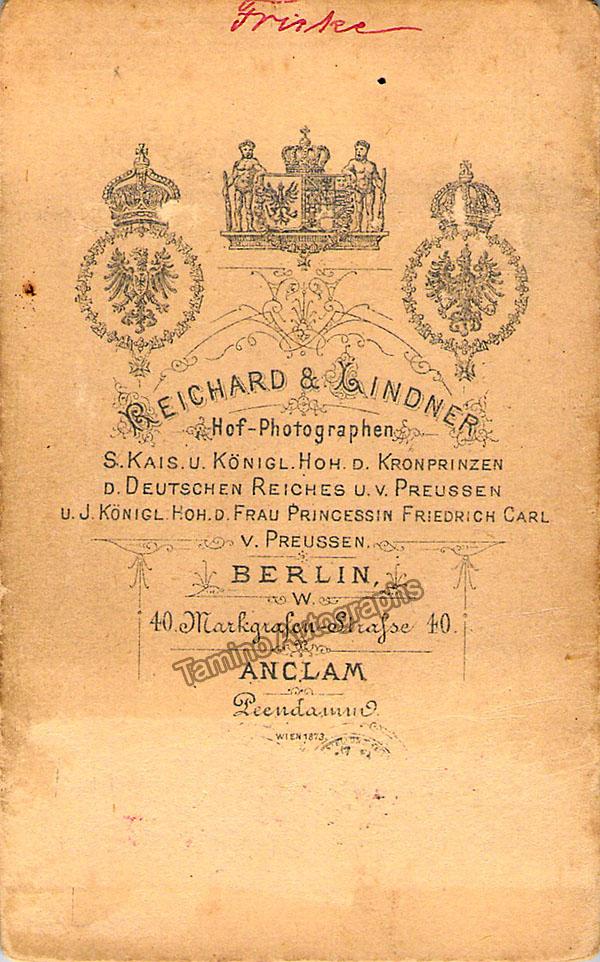 Friske
REICHARD & LINDNER
Hof-Photographen
S. KAIS. U. KÖNIGL. HOH. D. KRONPRINZEN
D. DEUTSCHEN REICHES U. V. PREUSSEN
U. J. KÖNIGL. HOH. D. FRAU PRINCESSIN FRIEDRICH CARL
V. PREUSSEN.
BERLIN,
W.
40. Markgrafen-Straſse 40.
Tamino Autographs
ANCLAM
Peendamm 9.
WIEN 1873.